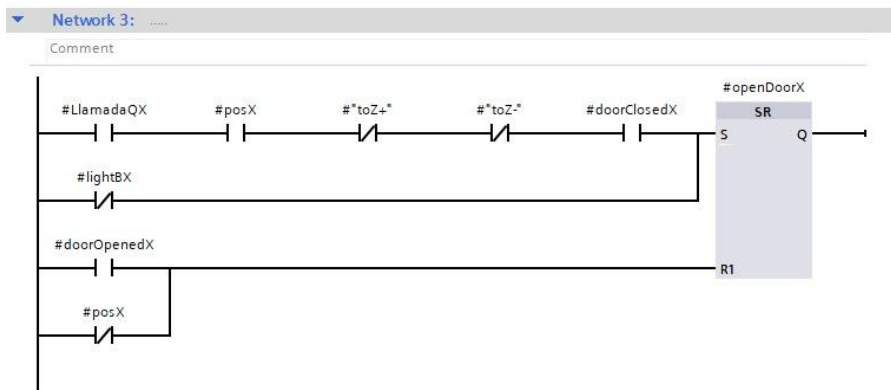 Network 3: .....
Comment
#openDoorX
#LlamadaQX #posX #"toZ+" #"toZ-" #doorClosedX SR
S Q
#lightBX
#doorOpenedX
R1
#posX